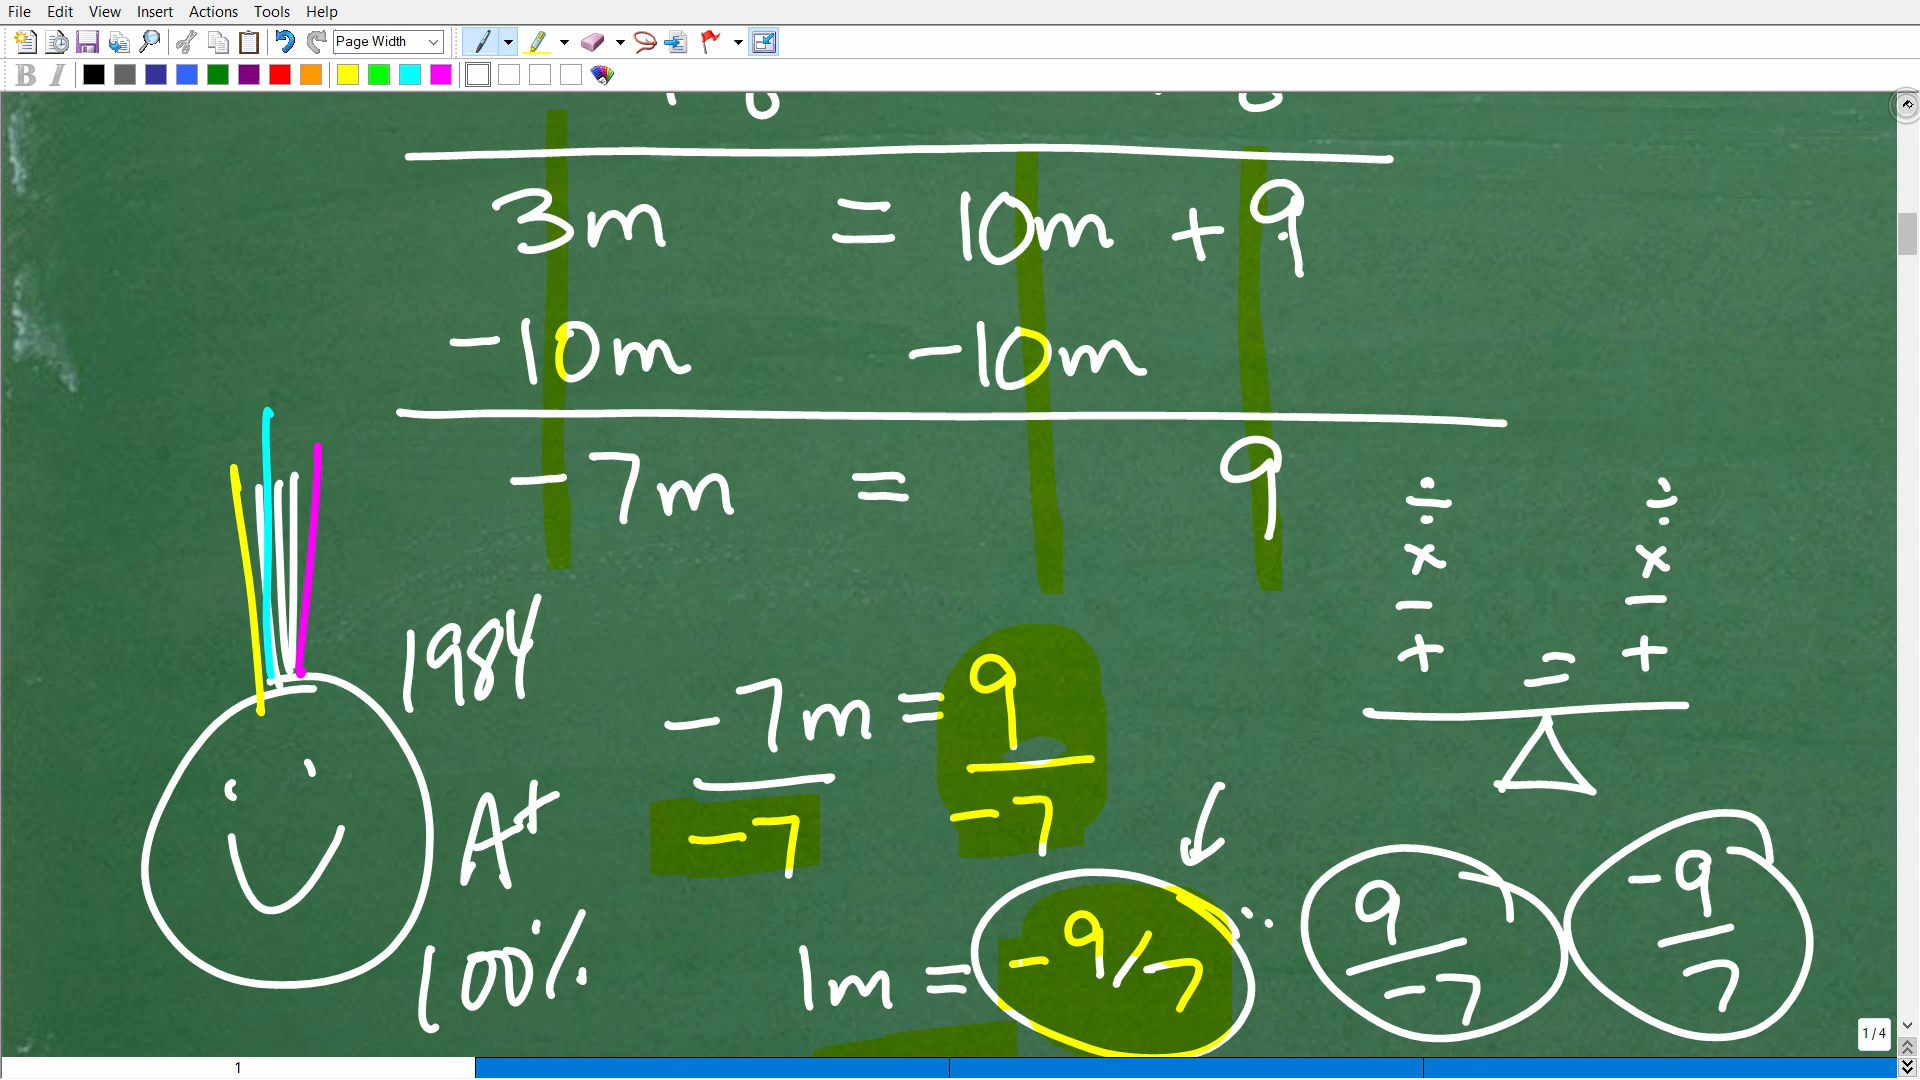 File Edit View Insert Actions Tools Help
Page Width
B I
3m = 10m + 9
-10m -10m
-7m = 9
÷ ÷
x x
- -
+ = +
1984
-7m = 9
-7 -7
A+
100%
1m = -9/7
9
-7
-9
7
1/4
1